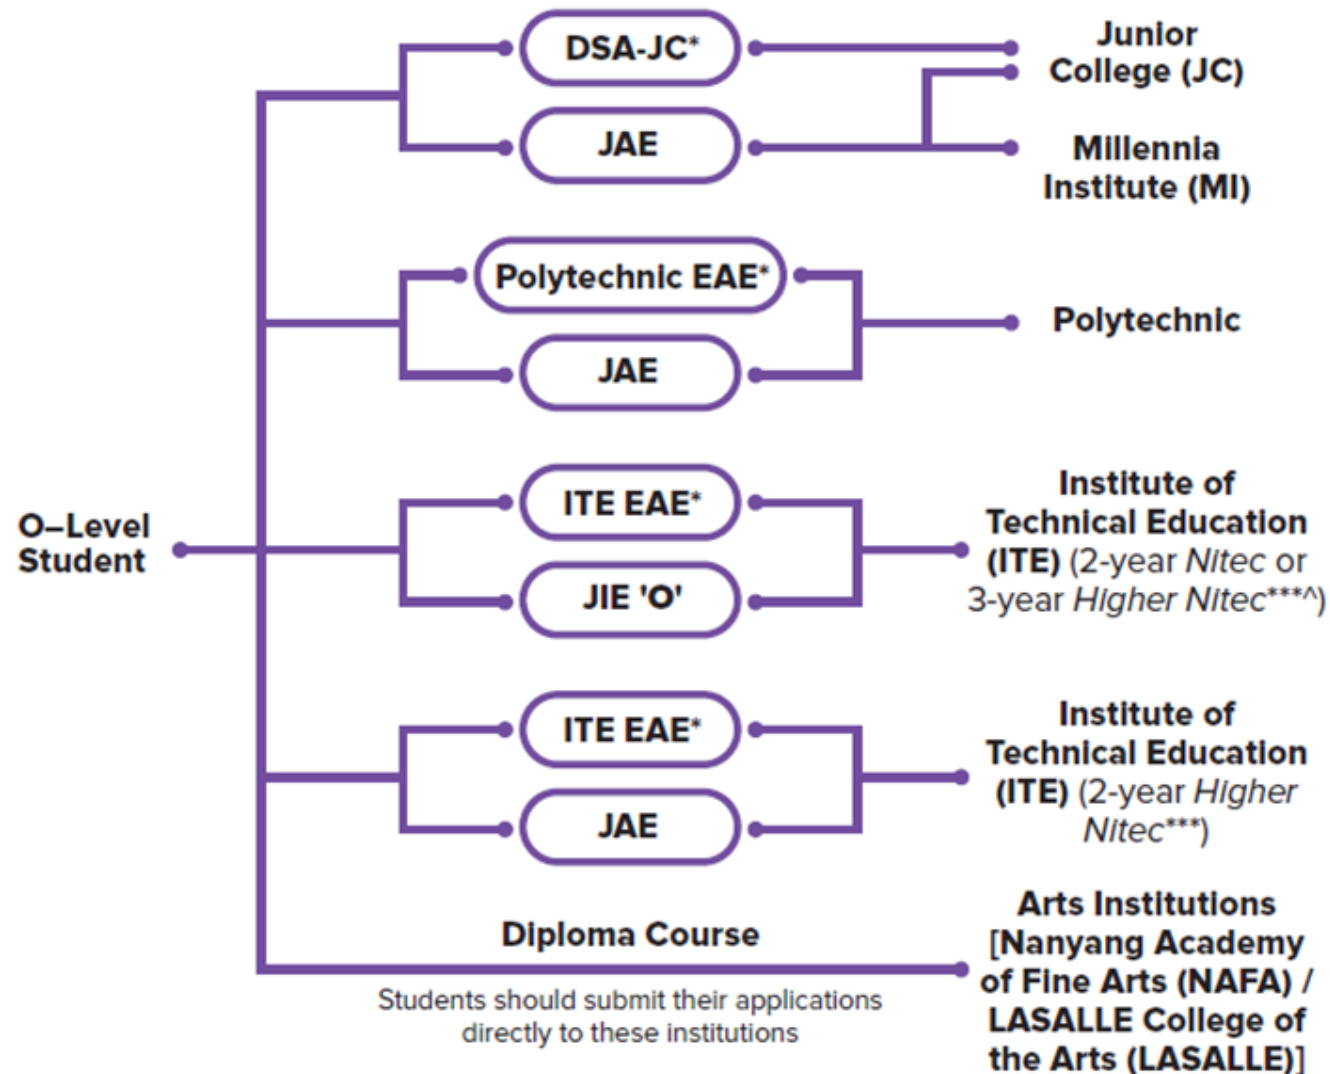 DSA-JC*
Junior
College (JC)
JAE
Millennia
Institute (MI)
Polytechnic EAE*
Polytechnic
JAE
O–Level
Student
ITE EAE*
JIE 'O'
Institute of
Technical Education
(ITE) (2-year Nitec or
3-year Higher Nitec***^)
ITE EAE*
JAE
Institute of
Technical Education
(ITE) (2-year Higher
Nitec***)
Diploma Course
Students should submit their applications
directly to these institutions
Arts Institutions
[Nanyang Academy
of Fine Arts (NAFA) /
LASALLE College of
the Arts (LASALLE)]